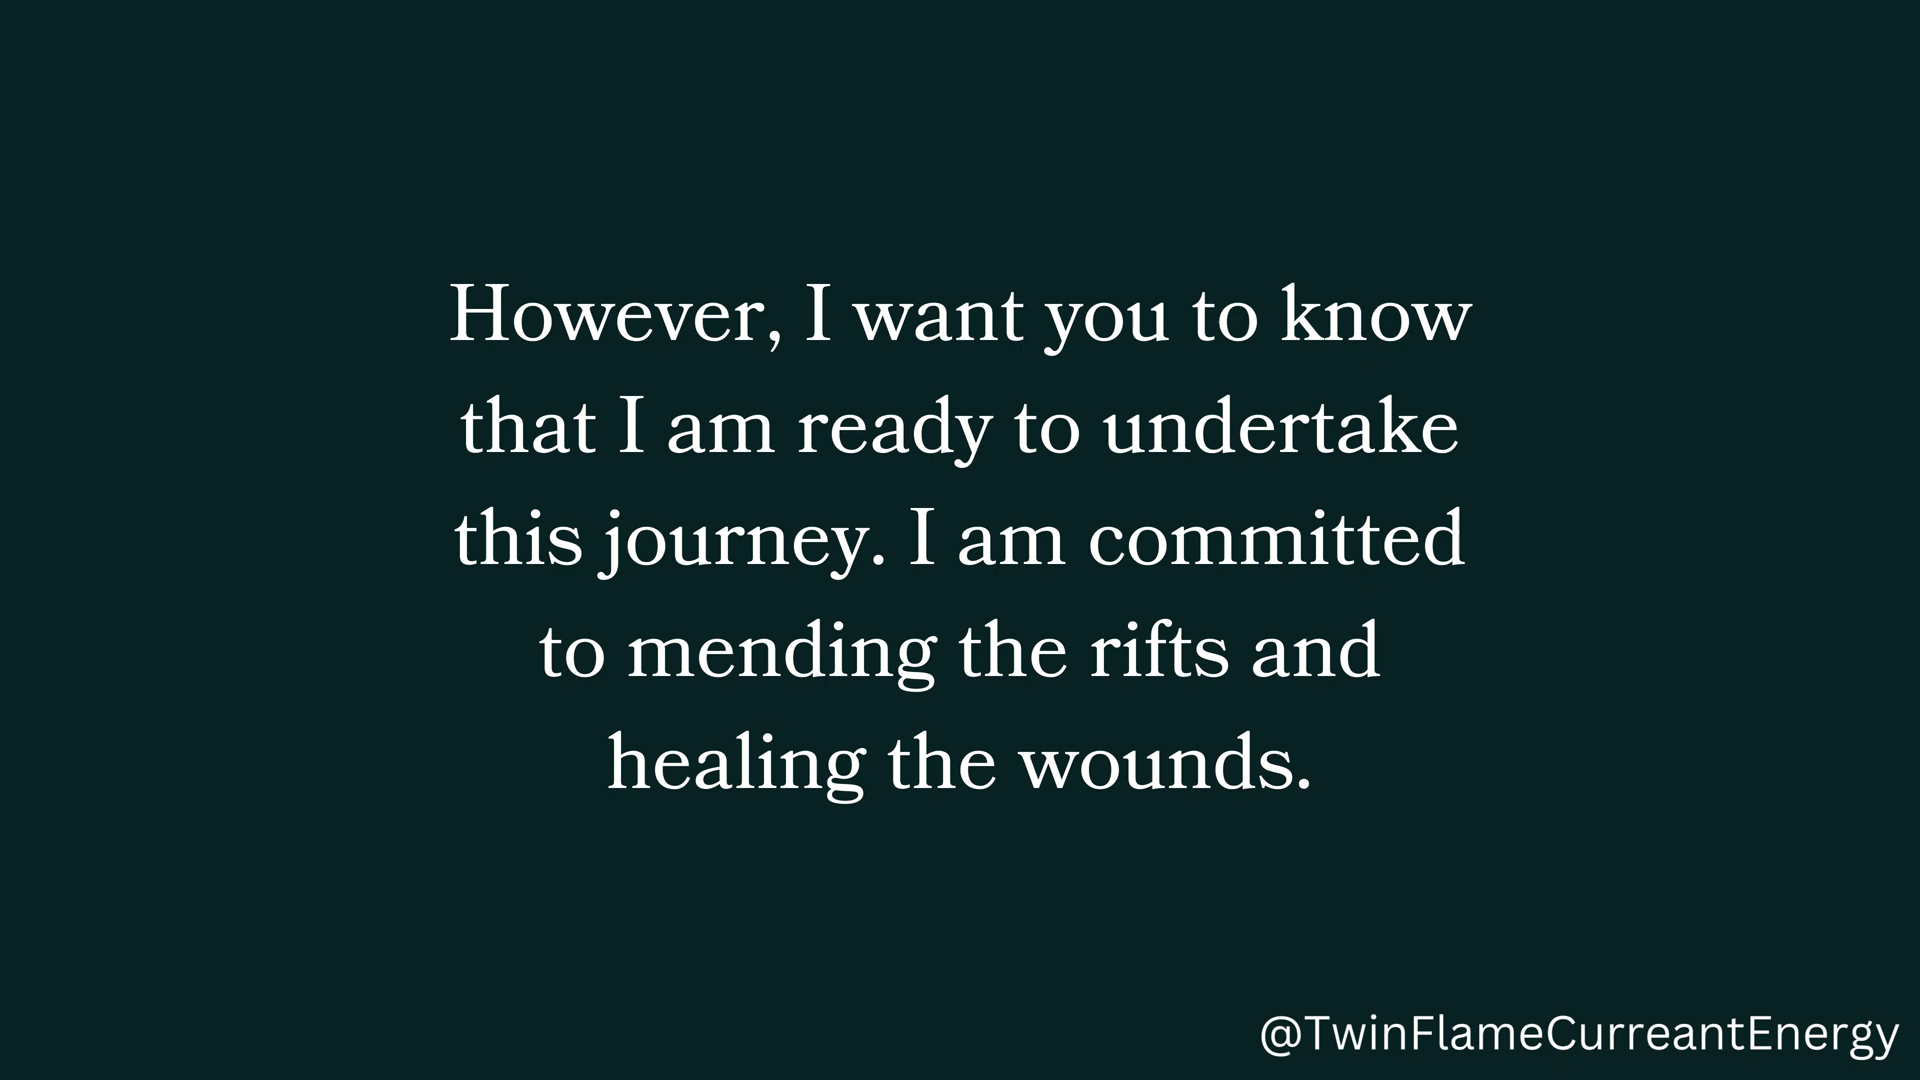 However, I want you to know
that I am ready to undertake
this journey. I am committed
to mending the rifts and
healing the wounds.
@TwinFlameCurreantEnergy